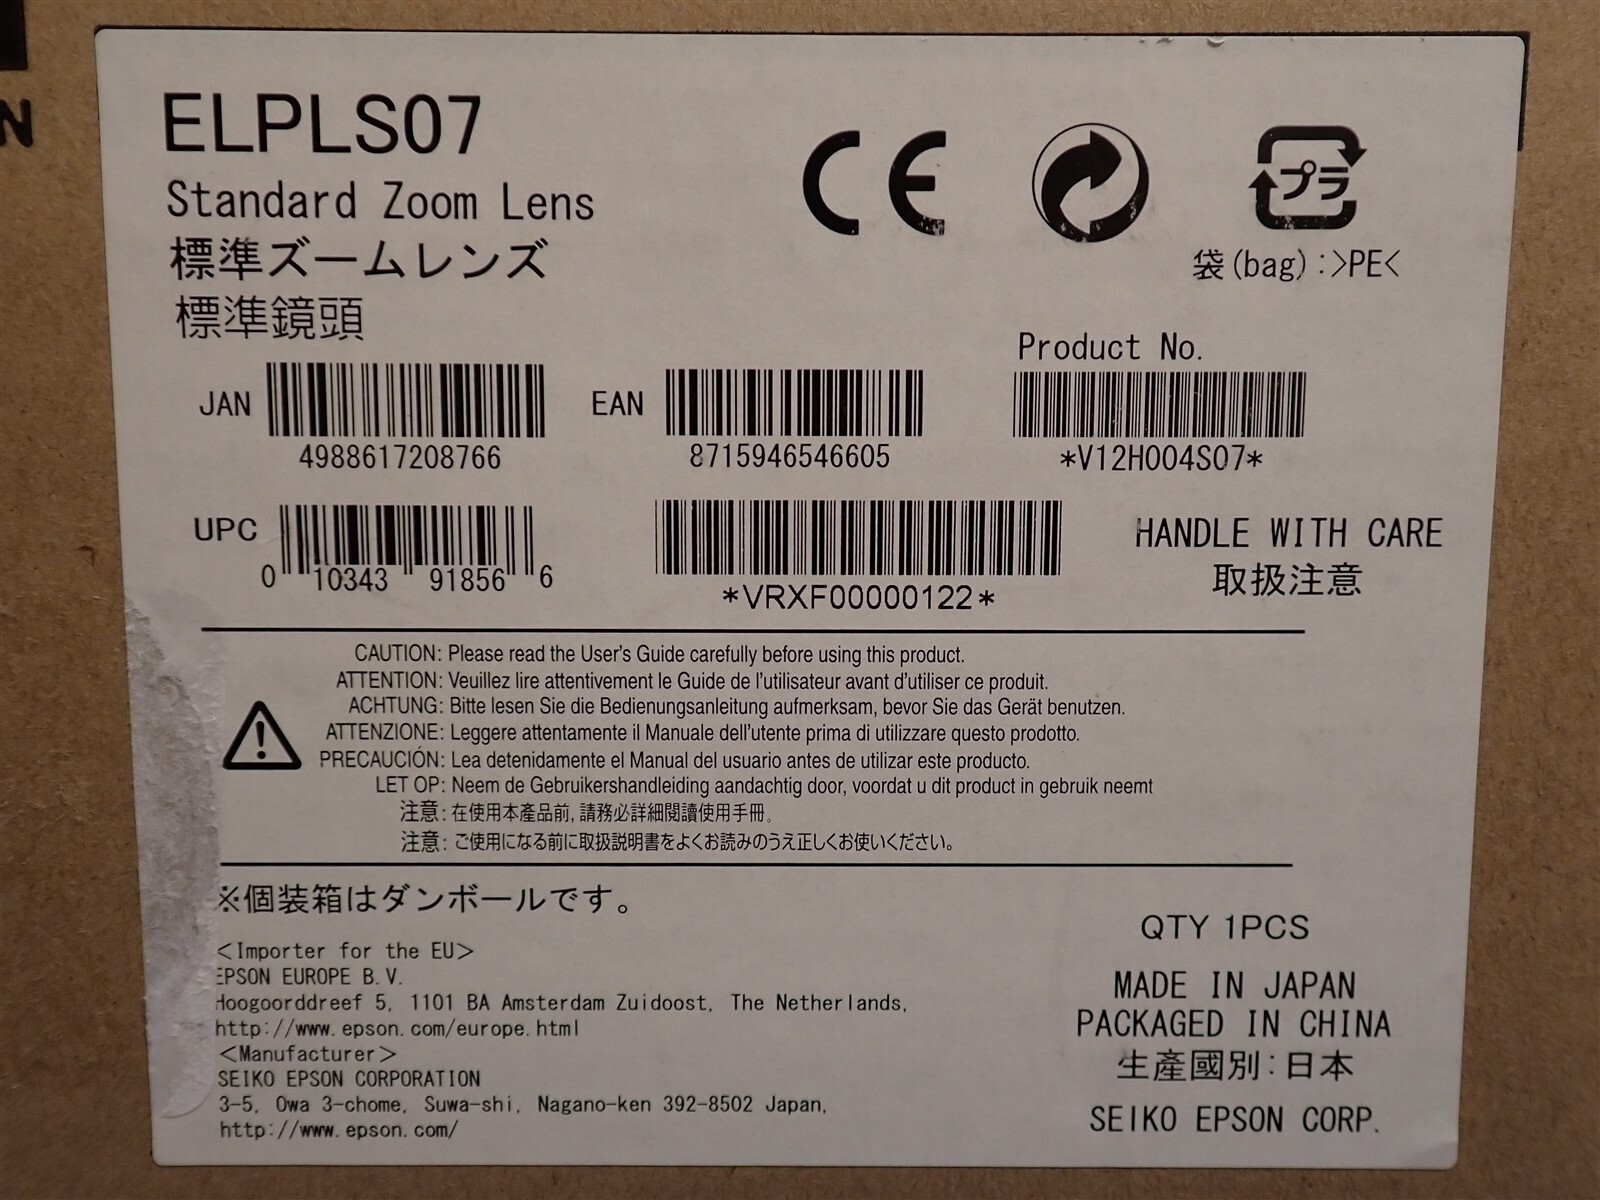 N
ELPLS07
Standard Zoom Lens
標準ズームレンズ
標準鏡頭
CE
プラ
袋(bag):>PE<
JAN
4988617208766
EAN
8715946546605
Product No.
*V12H004S07*
UPC
0 10343 91856 6
*VRXF00000122*
HANDLE WITH CARE
取扱注意
CAUTION: Please read the User's Guide carefully before using this product.
ATTENTION: Veuillez lire attentivement le Guide de l'utilisateur avant d'utiliser ce produit.
ACHTUNG: Bitte lesen Sie die Bedienungsanleitung aufmerksam, bevor Sie das Gerät benutzen.
ATTENZIONE: Leggere attentamente il Manuale dell'utente prima di utilizzare questo prodotto.
PRECAUCIÓN: Lea detenidamente el Manual del usuario antes de utilizar este producto.
LET OP: Neem de Gebruikershandleiding aandachtig door, voordat u dit product in gebruik neemt
注意: 在使用本產品前, 請務必詳細閱讀使用手冊。
注意: ご使用になる前に取扱説明書をよくお読みのうえ正しくお使いください。
※個装箱はダンボールです。
<Importer for the EU>
EPSON EUROPE B.V.
Hoogoorddreef 5, 1101 BA Amsterdam Zuidoost, The Netherlands,
http://www.epson.com/europe.html
<Manufacturer>
SEIKO EPSON CORPORATION
3-5, Owa 3-chome, Suwa-shi, Nagano-ken 392-8502 Japan,
http://www.epson.com/
QTY 1PCS
MADE IN JAPAN
PACKAGED IN CHINA
生產國別:日本
SEIKO EPSON CORP.